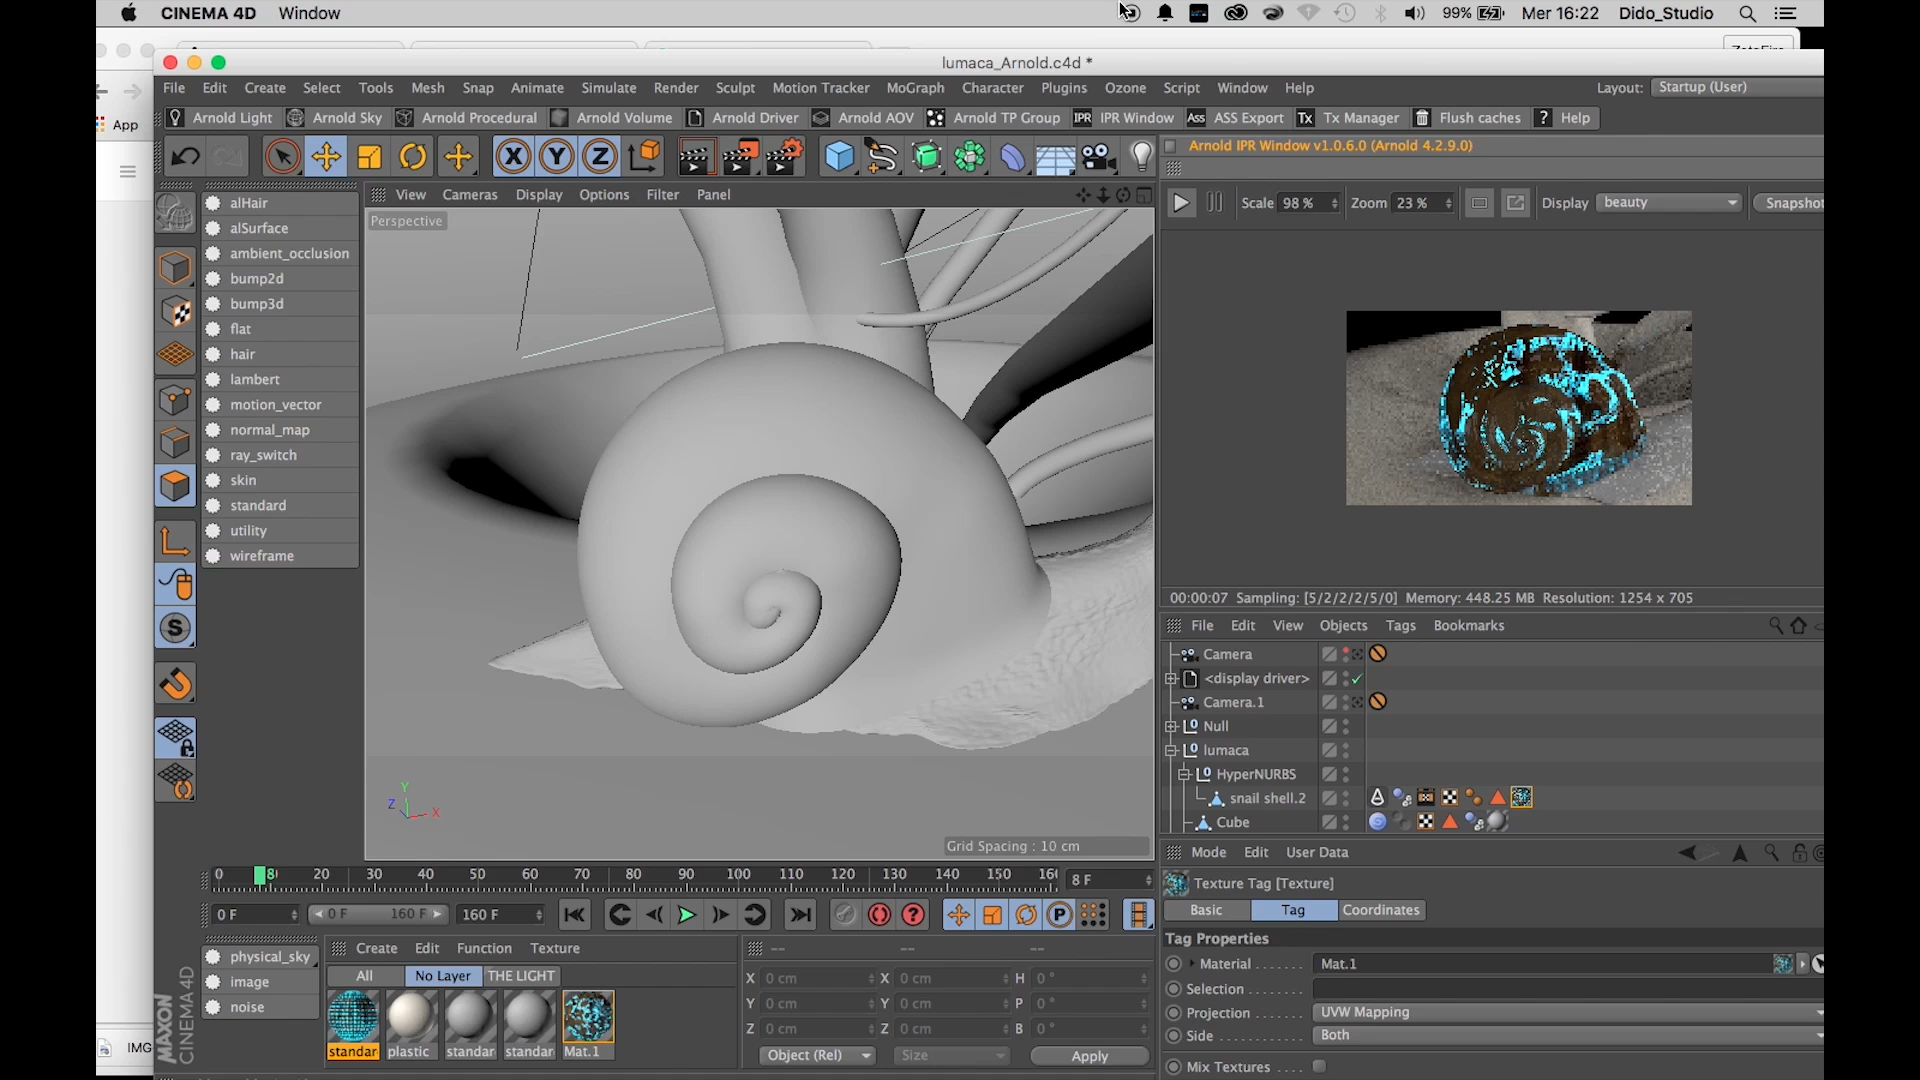 CINEMA 4D Window 99% Mer 16:22 Dido_Studio
lumaca_Arnold.c4d *
File Edit Create Select Tools Mesh Snap Animate Simulate Render Sculpt Motion Tracker MoGraph Character Plugins Ozone Script Window Help Layout: Startup (User)
App Arnold Light Arnold Sky Arnold Procedural Arnold Volume Arnold Driver Arnold AOV Arnold TP Group IPR IPR Window Ass ASS Export Tx Tx Manager Flush caches ? Help
X Y Z Arnold IPR Window v1.0.6.0 (Arnold 4.2.9.0)
View Cameras Display Options Filter Panel
Scale 98 % Zoom 23 % Display beauty Snapshot
Perspective
alHair
alSurface
ambient_occlusion
bump2d
bump3d
flat
hair
lambert
motion_vector
normal_map
ray_switch
skin
standard
utility
wireframe
S
Y
Z X
Grid Spacing : 10 cm
00:00:07 Sampling: [5/2/2/2/5/0] Memory: 448.25 MB Resolution: 1254 x 705
File Edit View Objects Tags Bookmarks
Camera
<display driver>
Camera.1
Null
lumaca
HyperNURBS
snail shell.2
Cube
Mode Edit User Data
Texture Tag [Texture]
Basic Tag Coordinates
Tag Properties
Material Mat.1
Selection
Projection UVW Mapping
Side Both
Mix Textures
0 8 20 30 40 50 60 70 80 90 100 110 120 130 140 150 8 F
0 F 0 F 160 F 160 F ? P
physical_sky
image
noise
Create Edit Function Texture
All No Layer THE LIGHT
standar plastic standar standar Mat.1
-- -- --
X 0 cm X 0 cm H 0 °
Y 0 cm Y 0 cm P 0 °
Z 0 cm Z 0 cm B 0 °
Object (Rel) Size Apply
MAXON
CINEMA 4D
IMG